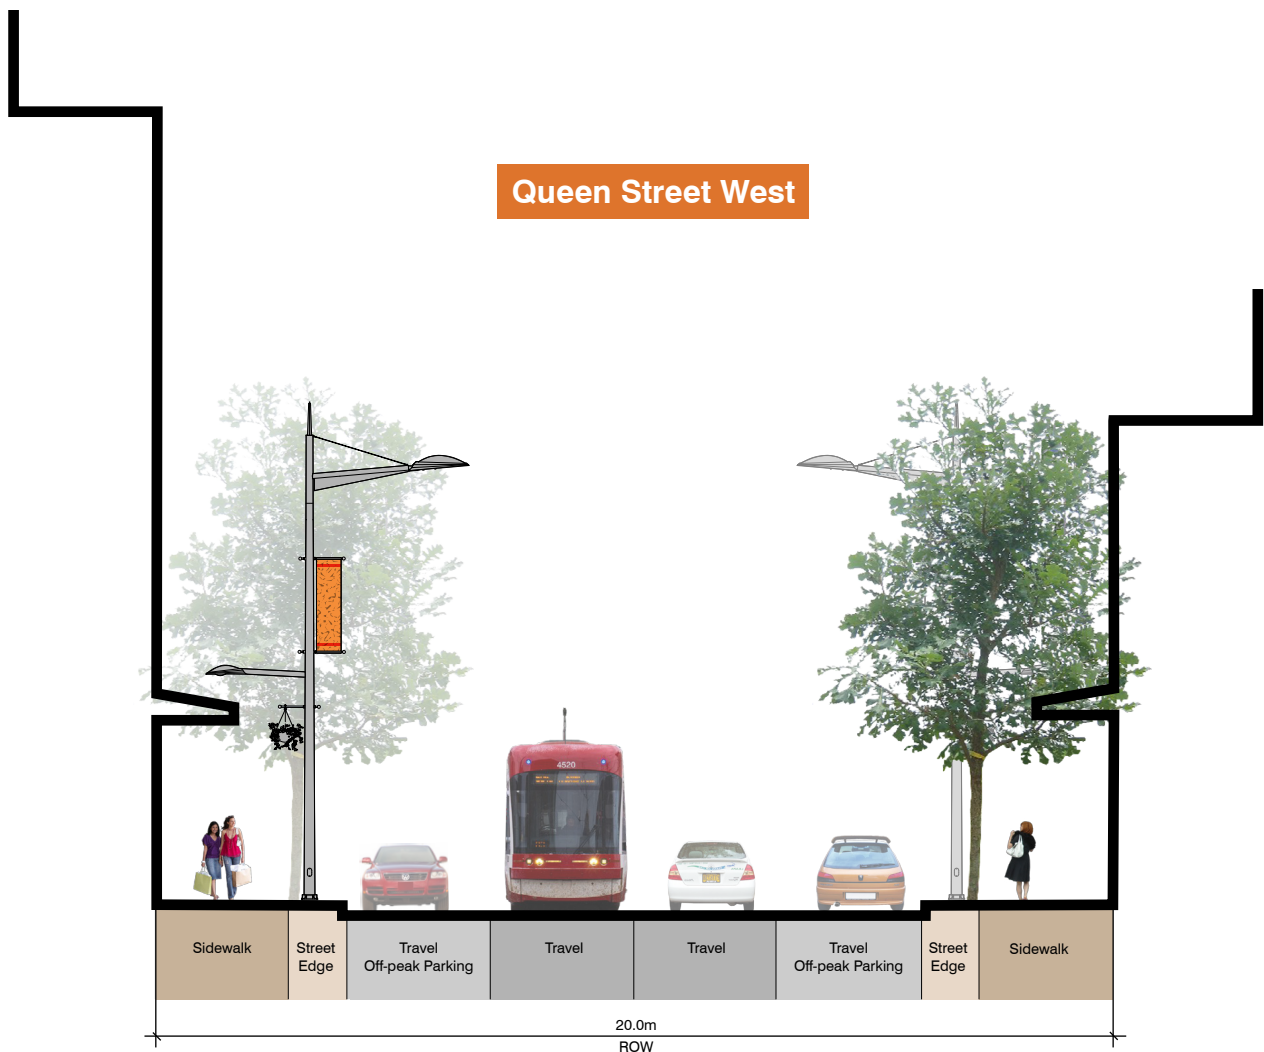 Queen Street West
4520
Sidewalk
Street
Edge
Travel
Off-peak Parking
Travel
Travel
Travel
Off-peak Parking
Street
Edge
Sidewalk
20.0m
ROW